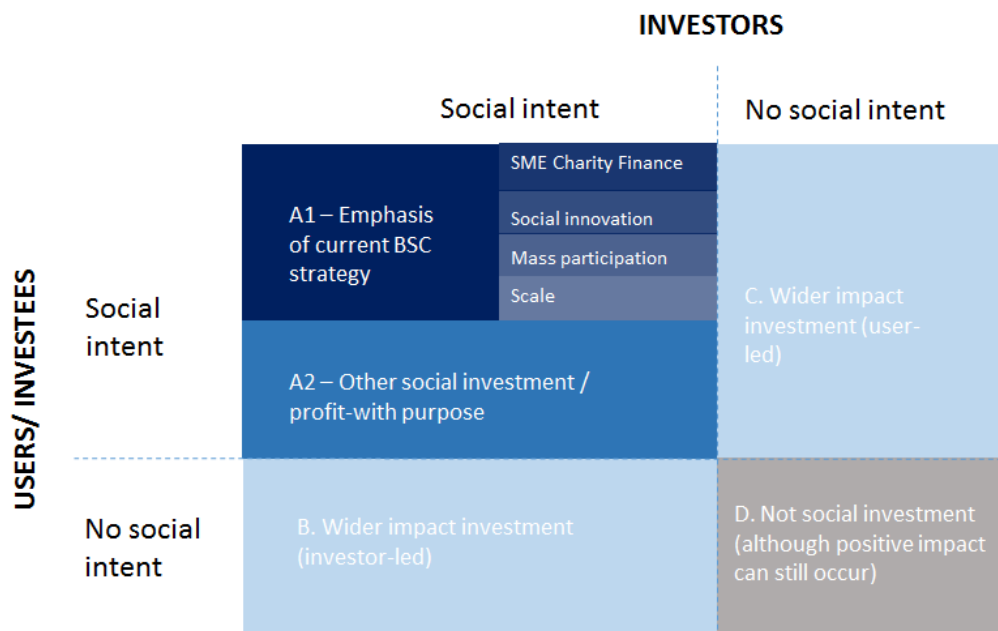 INVESTORS
Social intent
No social intent
USERS/ INVESTEES
Social
intent
A1 – Emphasis
of current BSC
strategy
SME Charity Finance
Social innovation
Mass participation
Scale
C. Wider impact
investment (user-
led)
A2 – Other social investment /
profit-with purpose
No social
intent
B. Wider impact investment
(investor-led)
D. Not social investment
(although positive impact
can still occur)